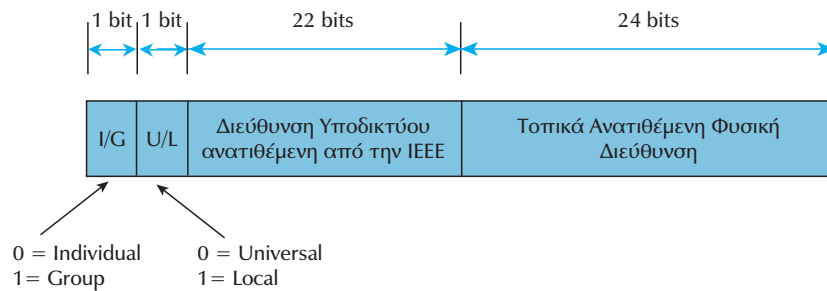 1 bit 1 bit 22 bits 24 bits
I/G U/L Διεύθυνση Υποδικτύου Τοπικά Ανατιθέμενη Φυσική
ανατιθέμενη από την IEEE Διεύθυνση
0 = Individual 0 = Universal
1= Group 1= Local